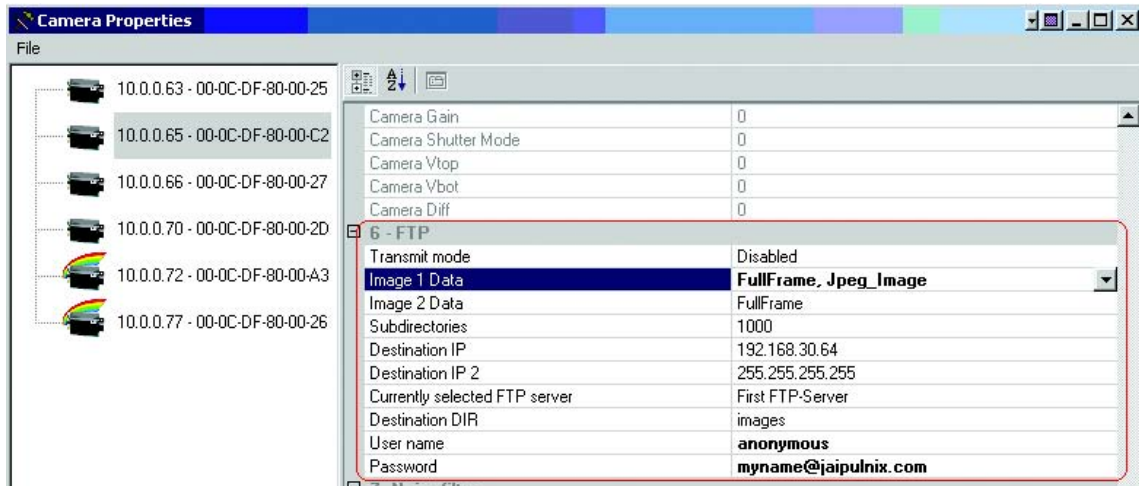 Camera Properties
File
10.0.0.63 - 00-0C-DF-80-00-25
10.0.0.65 - 00-0C-DF-80-00-C2
10.0.0.66 - 00-0C-DF-80-00-27
10.0.0.70 - 00-0C-DF-80-00-2D
10.0.0.72 - 00-0C-DF-80-00-A3
10.0.0.77 - 00-0C-DF-80-00-26
Camera Gain 0
Camera Shutter Mode 0
Camera Vtop 0
Camera Vbot 0
Camera Diff 0
6 - FTP
Transmit mode Disabled
Image 1 Data FullFrame, Jpeg_Image
Image 2 Data FullFrame
Subdirectories 1000
Destination IP 192.168.30.64
Destination IP 2 255.255.255.255
Currently selected FTP server First FTP-Server
Destination DIR images
User name anonymous
Password myname@jaipulnix.com